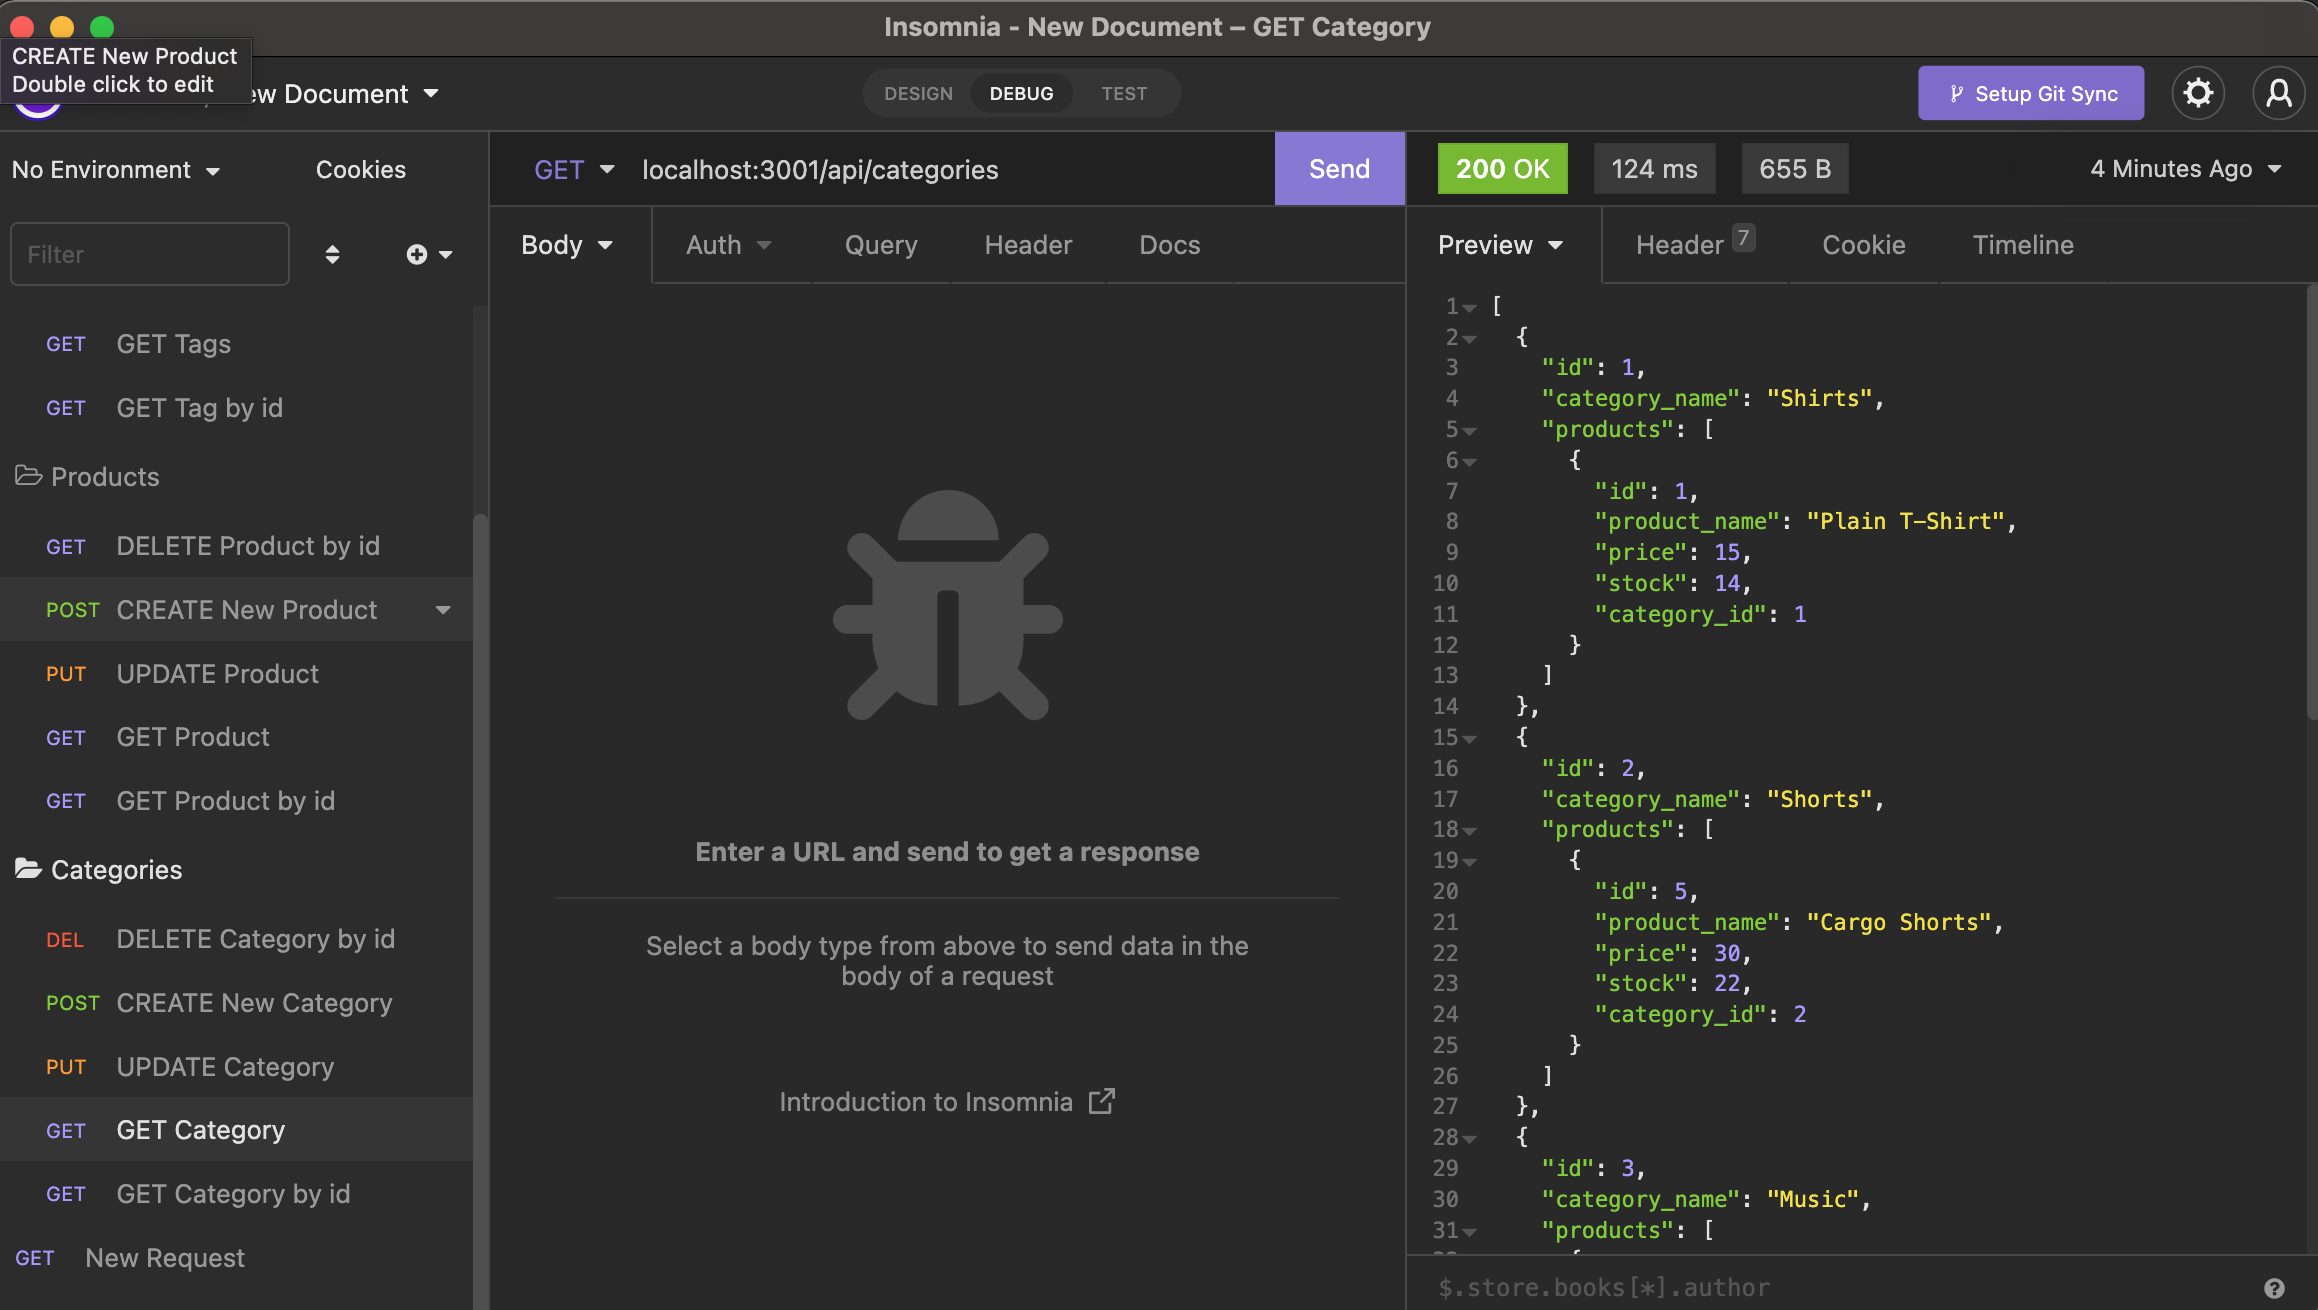 Insomnia - New Document – GET Category
CREATE New Product
Double click to edit
ew Document
DESIGN
DEBUG
TEST
Setup Git Sync
No Environment
Cookies
GET
localhost:3001/api/categories
Send
200 OK
124 ms
655 B
4 Minutes Ago
Filter
Body
Auth
Query
Header
Docs
Preview
Header 7
Cookie
Timeline
GET GET Tags
GET GET Tag by id
Products
GET DELETE Product by id
POST CREATE New Product
PUT UPDATE Product
GET GET Product
GET GET Product by id
Categories
DEL DELETE Category by id
POST CREATE New Category
PUT UPDATE Category
GET GET Category
GET GET Category by id
GET New Request
Enter a URL and send to get a response
Select a body type from above to send data in the
body of a request
Introduction to Insomnia
1 [
2 {
3 "id": 1,
4 "category_name": "Shirts",
5 "products": [
6 {
7 "id": 1,
8 "product_name": "Plain T-Shirt",
9 "price": 15,
10 "stock": 14,
11 "category_id": 1
12 }
13 ]
14 },
15 {
16 "id": 2,
17 "category_name": "Shorts",
18 "products": [
19 {
20 "id": 5,
21 "product_name": "Cargo Shorts",
22 "price": 30,
23 "stock": 22,
24 "category_id": 2
25 }
26 ]
27 },
28 {
29 "id": 3,
30 "category_name": "Music",
31 "products": [
$.store.books[*].author